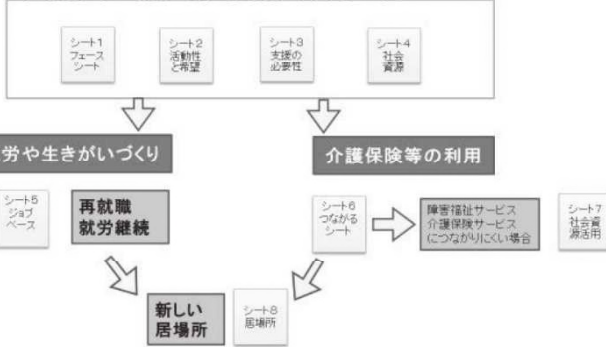 シート1
フェース
シート
シート2
活動性
と希望
シート3
支援の
必要性
シート4
社会
資源
労や生きがいづくり
介護保険等の利用
シート5
ジョブ
ベース
再就職
就労継続
シート6
つながる
シート
障害福祉サービス
介護保険サービス
につながりにくい場合
シート7
社会資
源活用
新しい
居場所
シート8
居場所